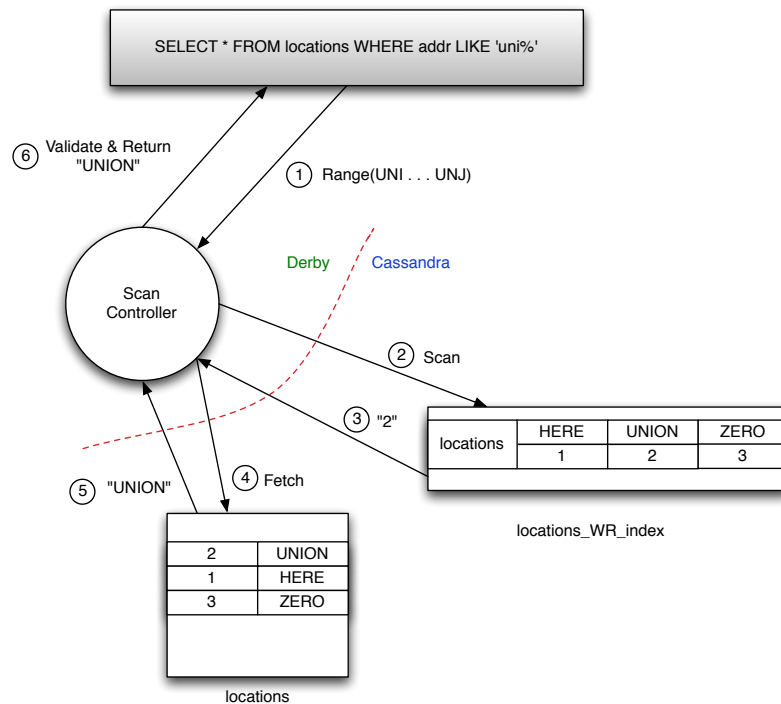 SELECT * FROM locations WHERE addr LIKE 'uni%'
6 Validate & Return
"UNION"
1 Range(UNI . . . UNJ)
Derby Cassandra
Scan
Controller
2 Scan
3 "2"
locations HERE UNION ZERO
1 2 3
locations_WR_index
4 Fetch
5 "UNION"
2 UNION
1 HERE
3 ZERO
locations